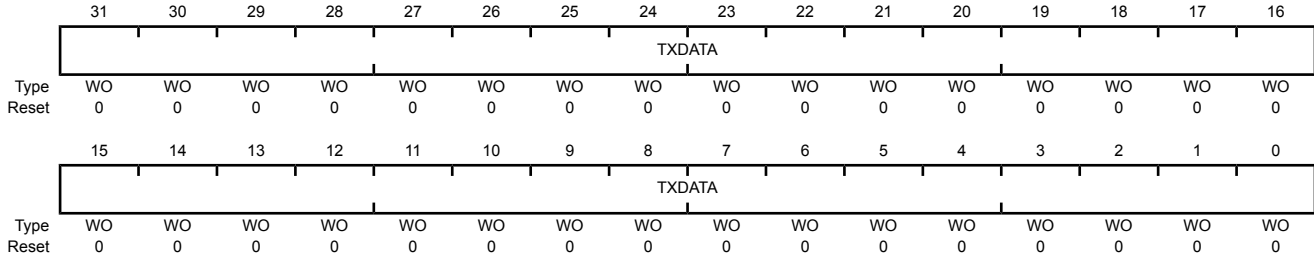 31 30 29 28 27 26 25 24 23 22 21 20 19 18 17 16
TXDATA
Type WO WO WO WO WO WO WO WO WO WO WO WO WO WO WO WO
Reset 0 0 0 0 0 0 0 0 0 0 0 0 0 0 0 0
15 14 13 12 11 10 9 8 7 6 5 4 3 2 1 0
TXDATA
Type WO WO WO WO WO WO WO WO WO WO WO WO WO WO WO WO
Reset 0 0 0 0 0 0 0 0 0 0 0 0 0 0 0 0